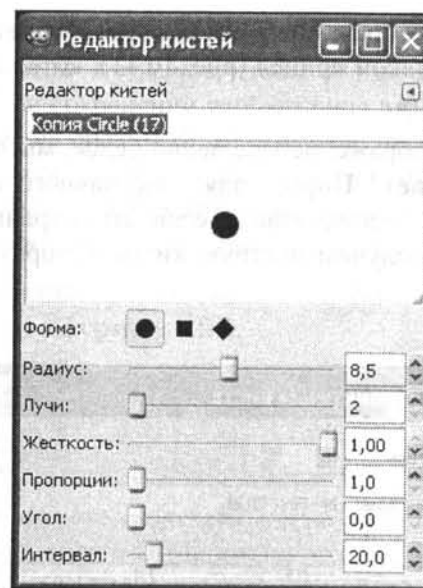 Редактор кистей
Редактор кистей
Копия Circle (17)
Форма:
Радиус: 8,5
Лучи: 2
Жесткость: 1,00
Пропорции: 1,0
Угол: 0,0
Интервал: 20,0